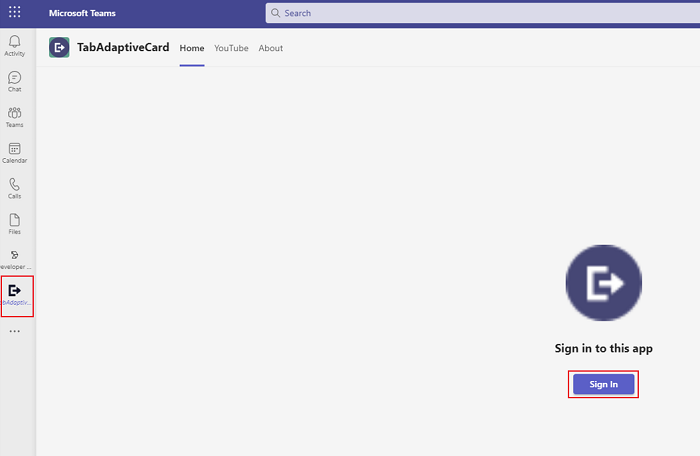 Microsoft Teams
Search
TabAdaptiveCard Home YouTube About
Activity
Chat
Teams
Calendar
Calls
Files
eveloper ...
abAdaptiv...
Sign in to this app
Sign In